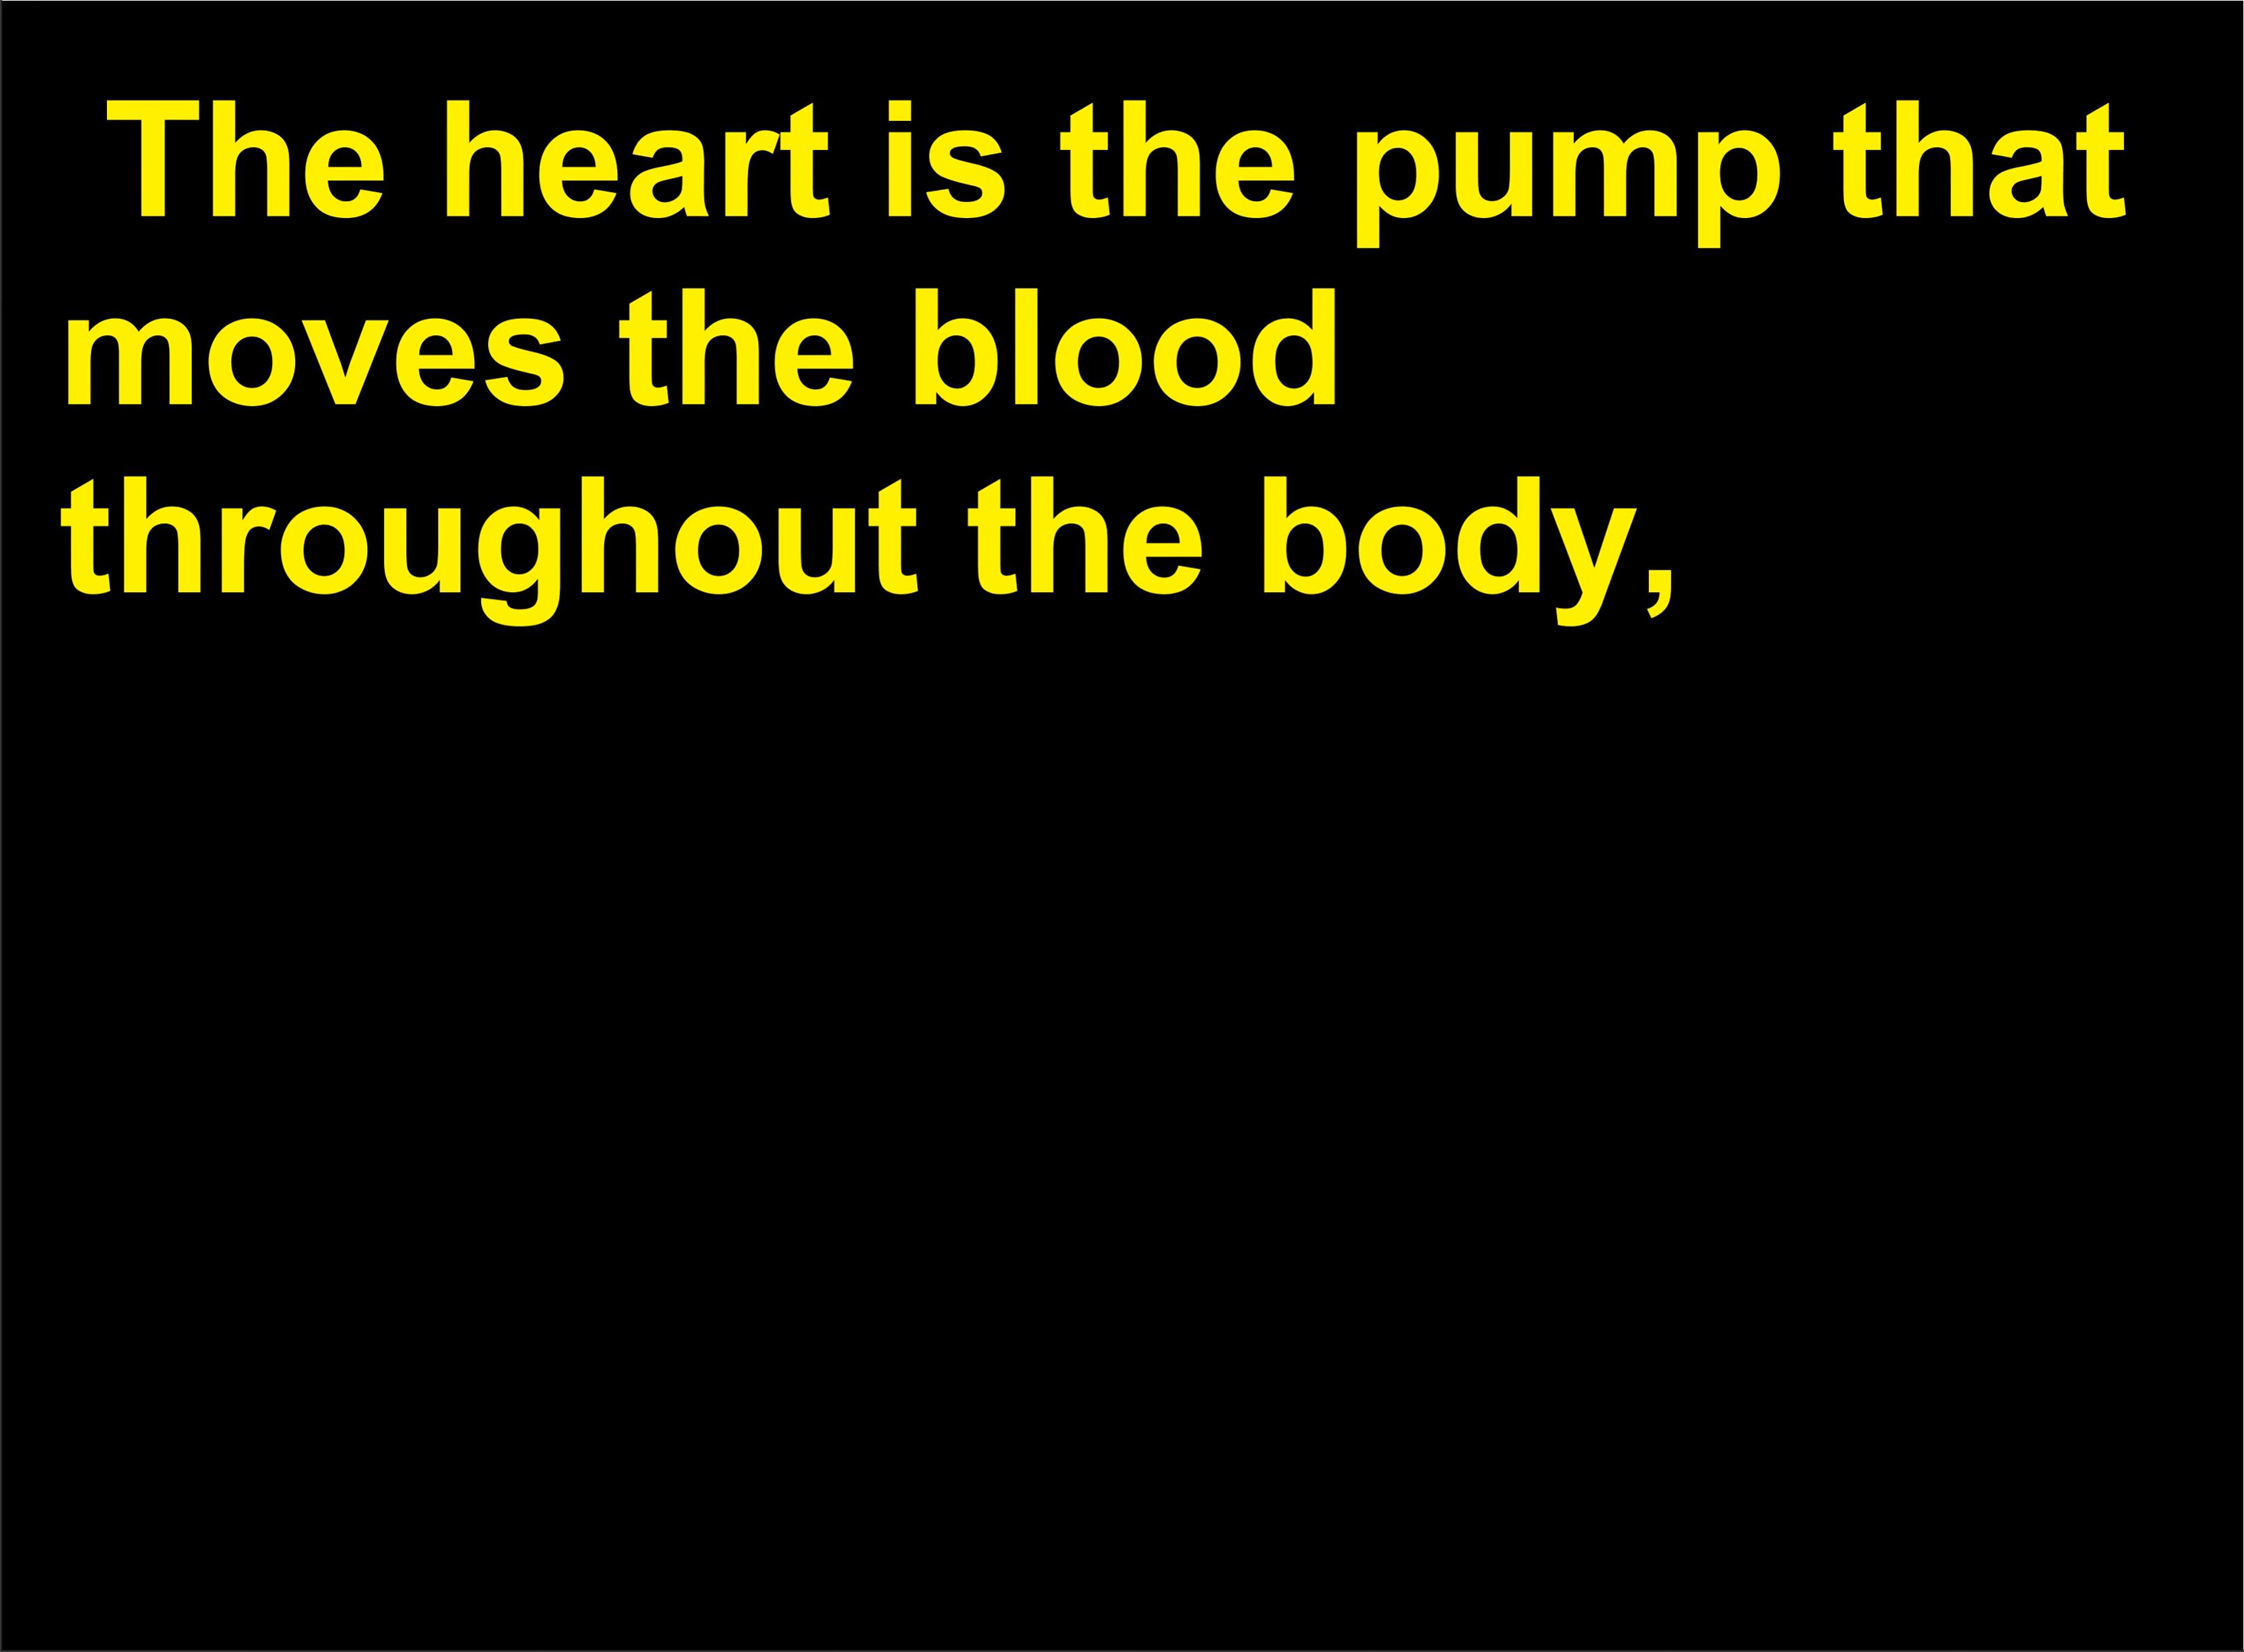 The heart is the pump that
moves the blood
throughout the body,